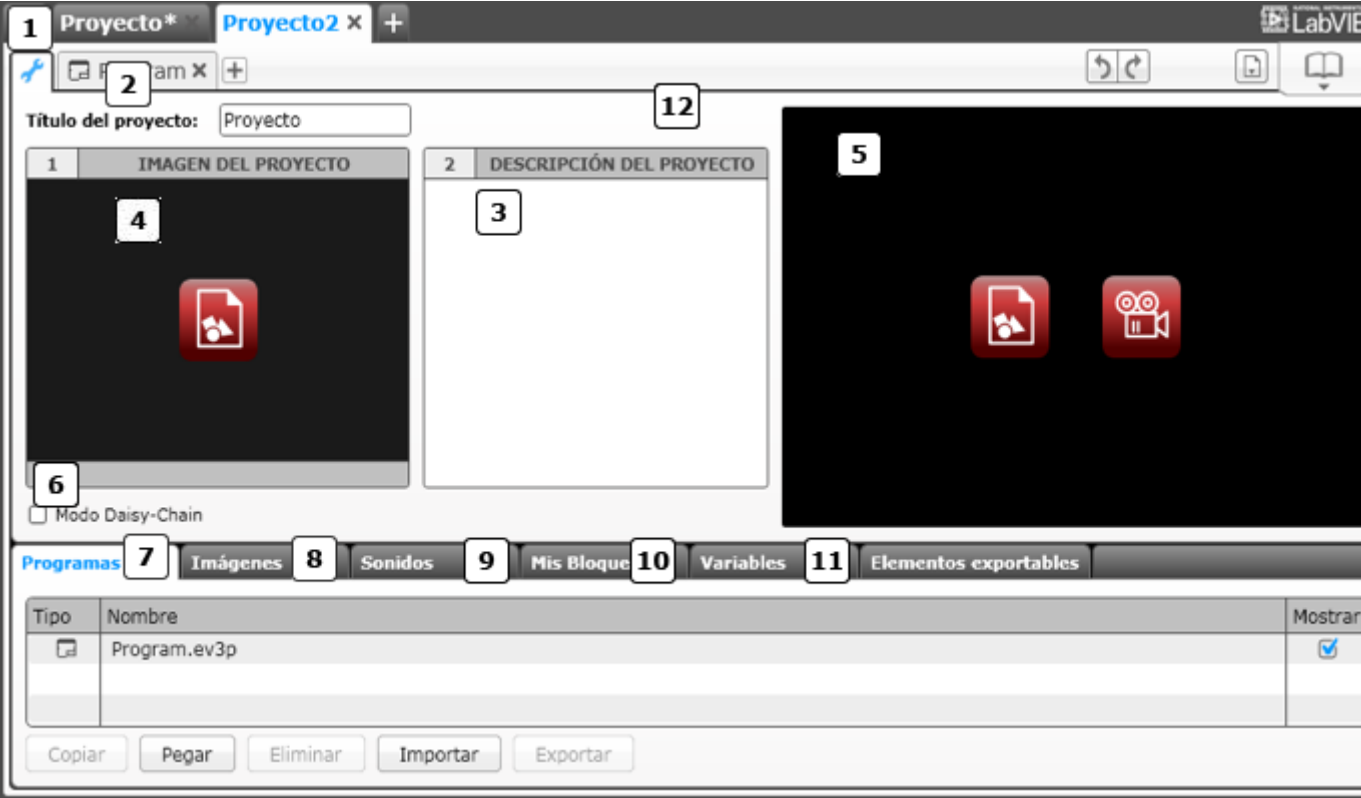 1 Proyecto* Proyecto2 × +
LabVIE
2 am × +
12
Título del proyecto: Proyecto
1 IMAGEN DEL PROYECTO 2 DESCRIPCIÓN DEL PROYECTO 5
4 3
6
Modo Daisy-Chain
Programas 7 Imágenes 8 Sonidos 9 Mis Bloque 10 Variables 11 Elementos exportables
Tipo Nombre Mostrar
Program.ev3p
Copiar Pegar Eliminar Importar Exportar